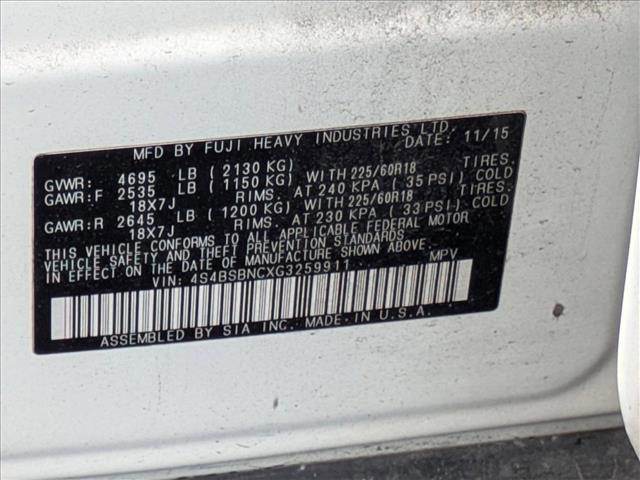 MFD BY FUJI HEAVY INDUSTRIES LTD.
DATE: 11/15
GVWR: 4695 LB (2130 KG)
GAWR:F 2535 LB (1150 KG) WITH 225/60R18 TIRES.
18X7J RIMS. AT 240 KPA (35 PSI) COLD
GAWR:R 2645 LB (1200 KG) WITH 225/60R18 TIRES.
18X7J RIMS. AT 230 KPA (33 PSI) COLD
THIS VEHICLE CONFORMS TO ALL APPLICABLE FEDERAL MOTOR
VEHICLE SAFETY AND THEFT PREVENTION STANDARDS
IN EFFECT ON THE DATE OF MANUFACTURE SHOWN ABOVE.
VIN: 4S4BSBNCXG3259911 MPV
ASSEMBLED BY SIA INC. MADE IN U.S.A.